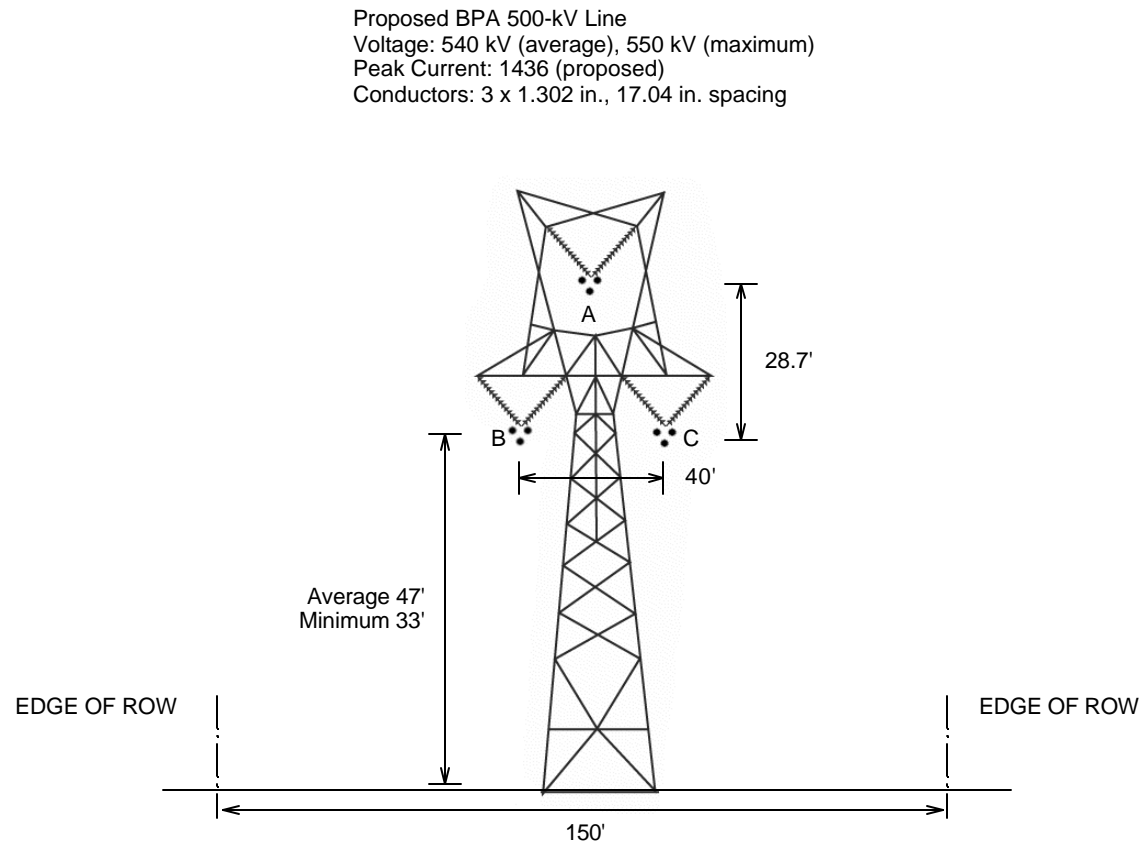 Proposed BPA 500-kV Line
Voltage: 540 kV (average), 550 kV (maximum)
Peak Current: 1436 (proposed)
Conductors: 3 x 1.302 in., 17.04 in. spacing
A
28.7'
B
C
40'
Average 47'
Minimum 33'
EDGE OF ROW
EDGE OF ROW
150'